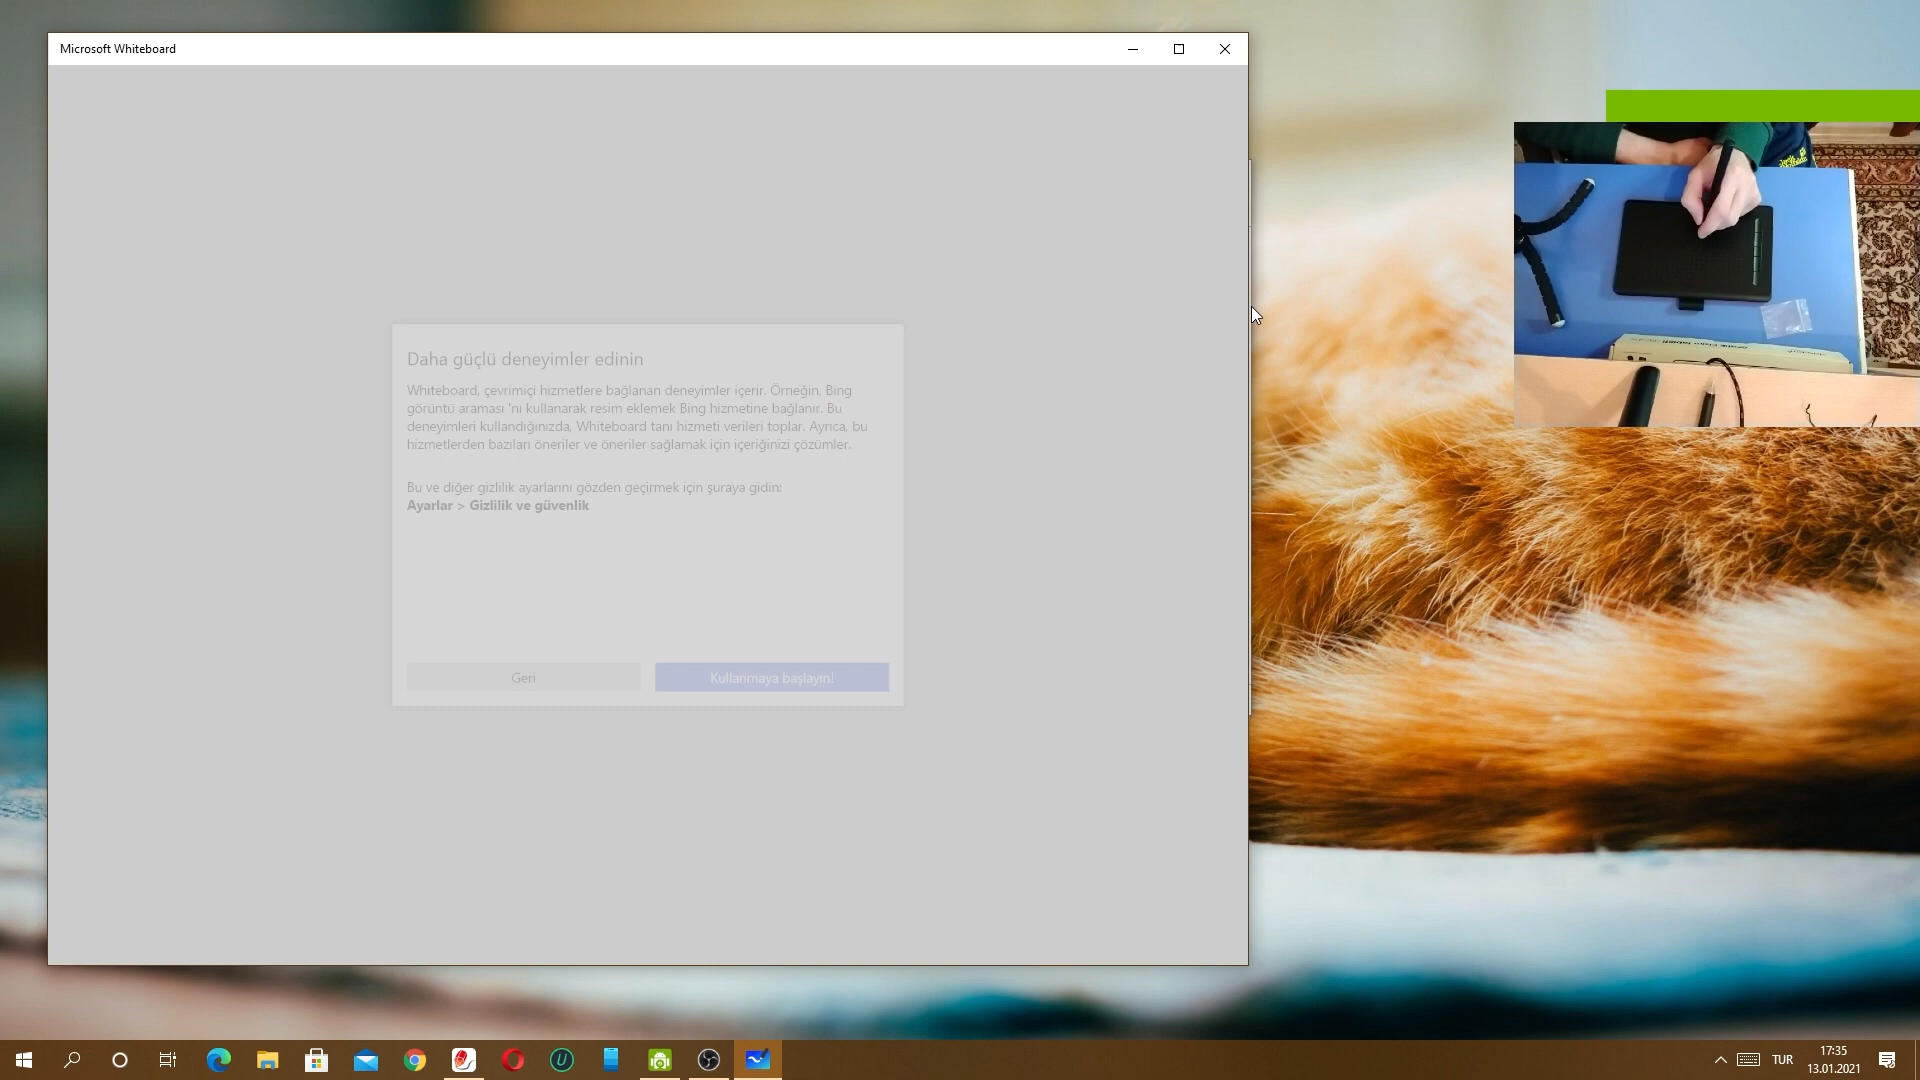 Microsoft Whiteboard
Daha güçlü deneyimler edinin
Whiteboard, çevrimiçi hizmetlere bağlanan deneyimler içerir. Örneğin, Bing
görüntü araması 'nı kullanarak resim eklemek Bing hizmetine bağlanır. Bu
deneyimleri kullandığınızda, Whiteboard tanı hizmeti verileri toplar. Ayrıca, bu
hizmetlerden bazıları öneriler ve öneriler sağlamak için içeriğinizi çözümler.
Bu ve diğer gizlilik ayarlarını gözden geçirmek için şuraya gidin:
Ayarlar > Gizlilik ve güvenlik
Geri
Kullanmaya başlayın!
TUR
17:35
13.01.2021